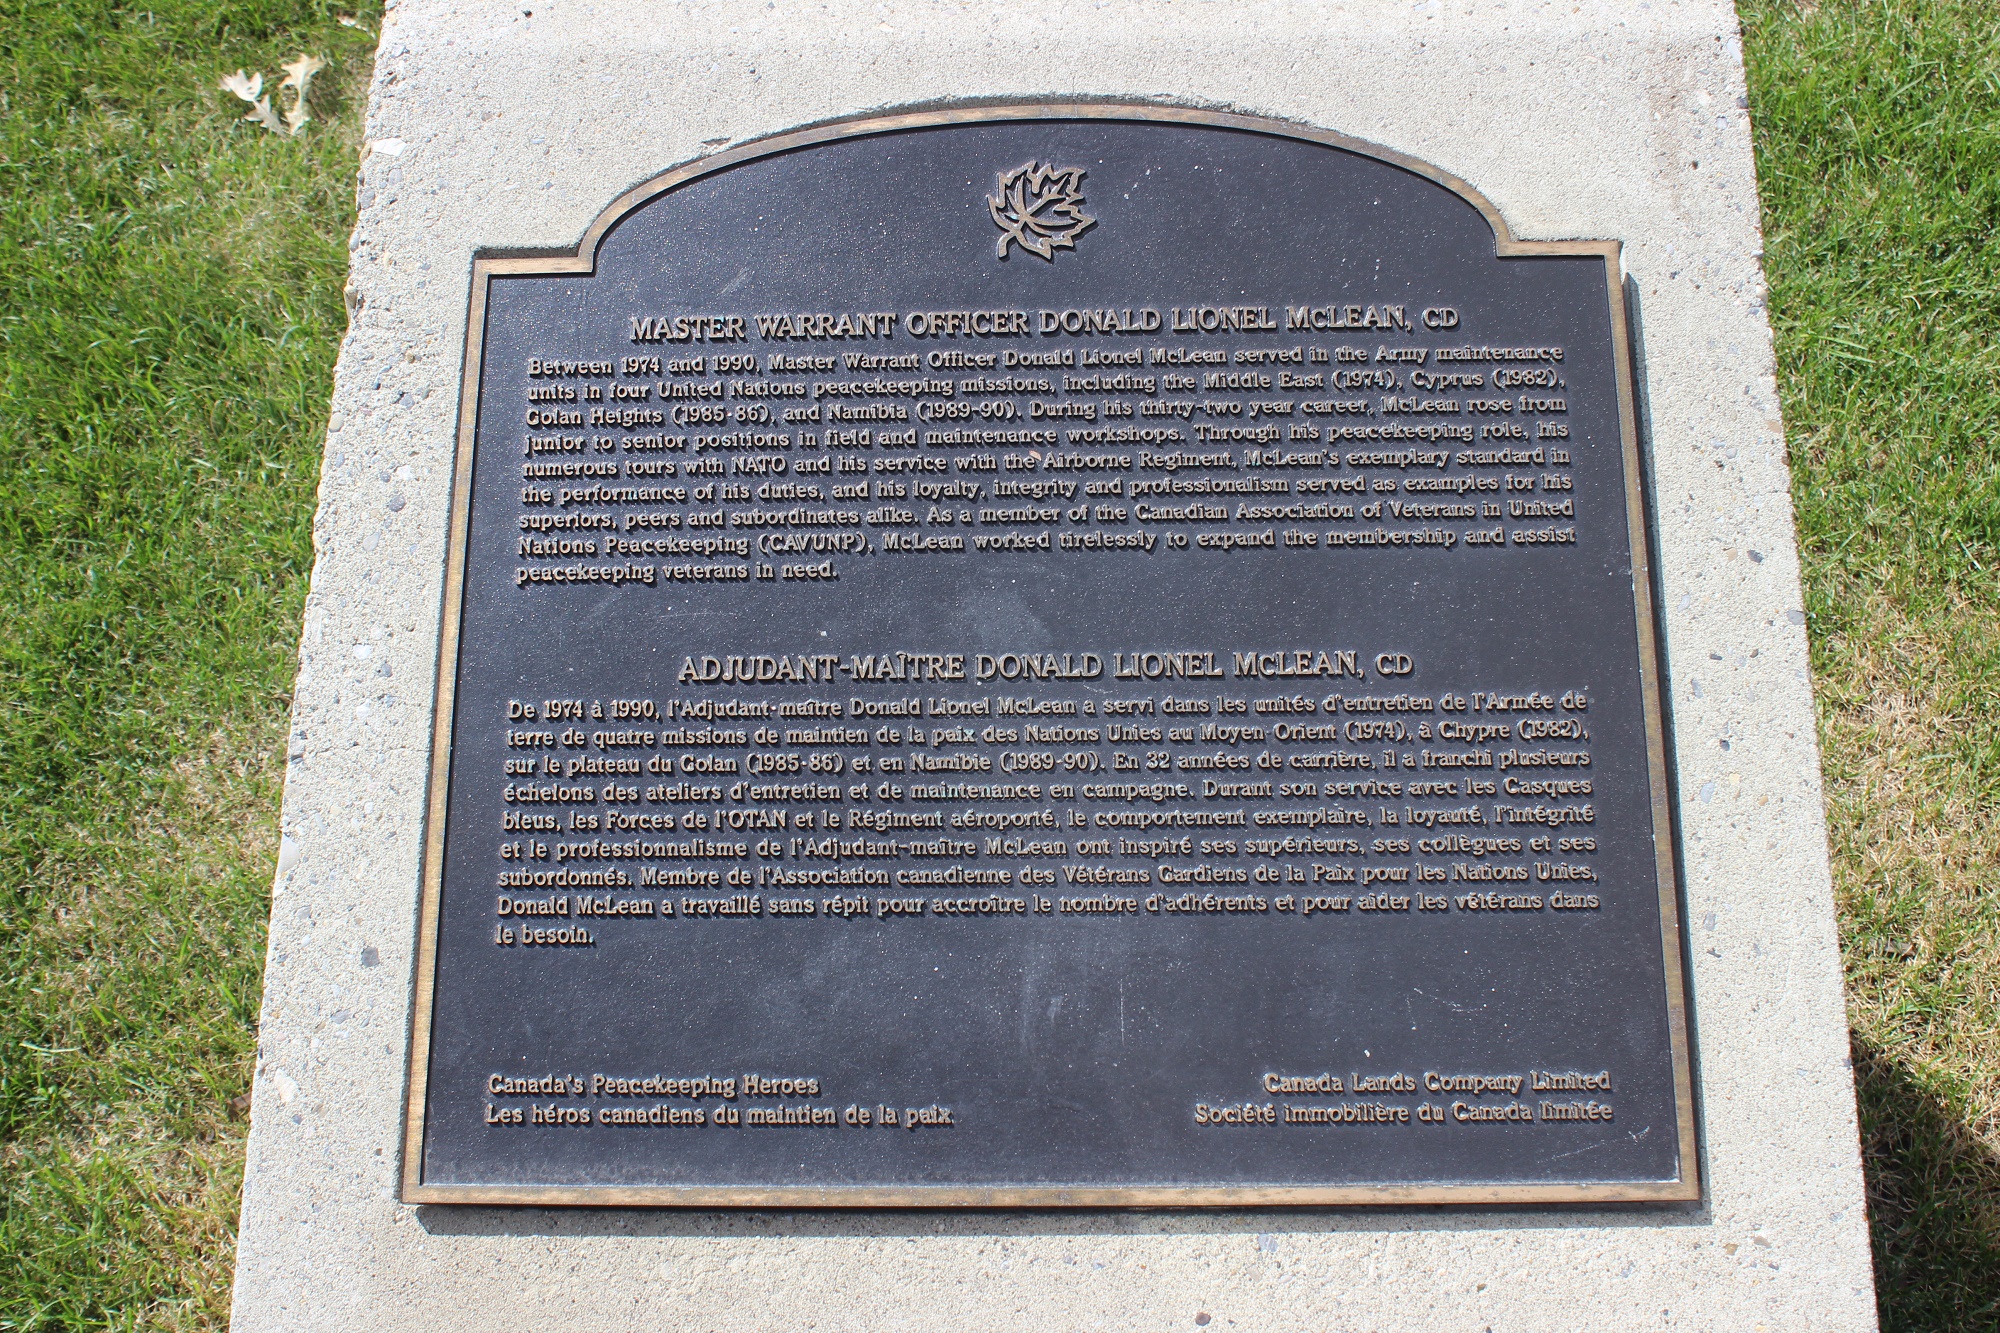 MASTER WARRANT OFFICER DONALD LIONEL McLEAN, CD
Between 1974 and 1990, Master Warrant Officer Donald Lionel McLean served in the Army maintenance
units in four United Nations peacekeeping missions, including the Middle East (1974), Cyprus (1982),
Golan Heights (1985-86), and Namibia (1989-90). During his thirty-two year career, McLean rose from
junior to senior positions in field and maintenance workshops. Through his peacekeeping role, his
numerous tours with NATO and his service with the Airborne Regiment, McLean's exemplary standard in
the performance of his duties, and his loyalty, integrity and professionalism served as examples for his
superiors, peers and subordinates alike. As a member of the Canadian Association of Veterans in United
Nations Peacekeeping (CAVUNP), McLean worked tirelessly to expand the membership and assist
peacekeeping veterans in need.
ADJUDANT-MAÎTRE DONALD LIONEL McLEAN, CD
De 1974 à 1990, l'Adjudant-maître Donald Lionel McLean a servi dans les unités d'entretien de l'Armée de
terre de quatre missions de maintien de la paix des Nations Unies au Moyen-Orient (1974), à Chypre (1982),
sur le plateau du Golan (1985-86) et en Namibie (1989-90). En 32 années de carrière, il a franchi plusieurs
échelons des ateliers d'entretien et de maintenance en campagne. Durant son service avec les Casques
bleus, les Forces de l'OTAN et le Régiment aéroporté, le comportement exemplaire, la loyauté, l'intégrité
et le professionnalisme de l'Adjudant-maître McLean ont inspiré ses supérieurs, ses collègues et ses
subordonnés. Membre de l'Association canadienne des Vétérans Gardiens de la Paix pour les Nations Unies,
Donald McLean a travaillé sans répit pour accroître le nombre d'adhérents et pour aider les vétérans dans
le besoin.
Canada's Peacekeeping Heroes
Les héros canadiens du maintien de la paix
Canada Lands Company Limited
Société immobilière du Canada limitée